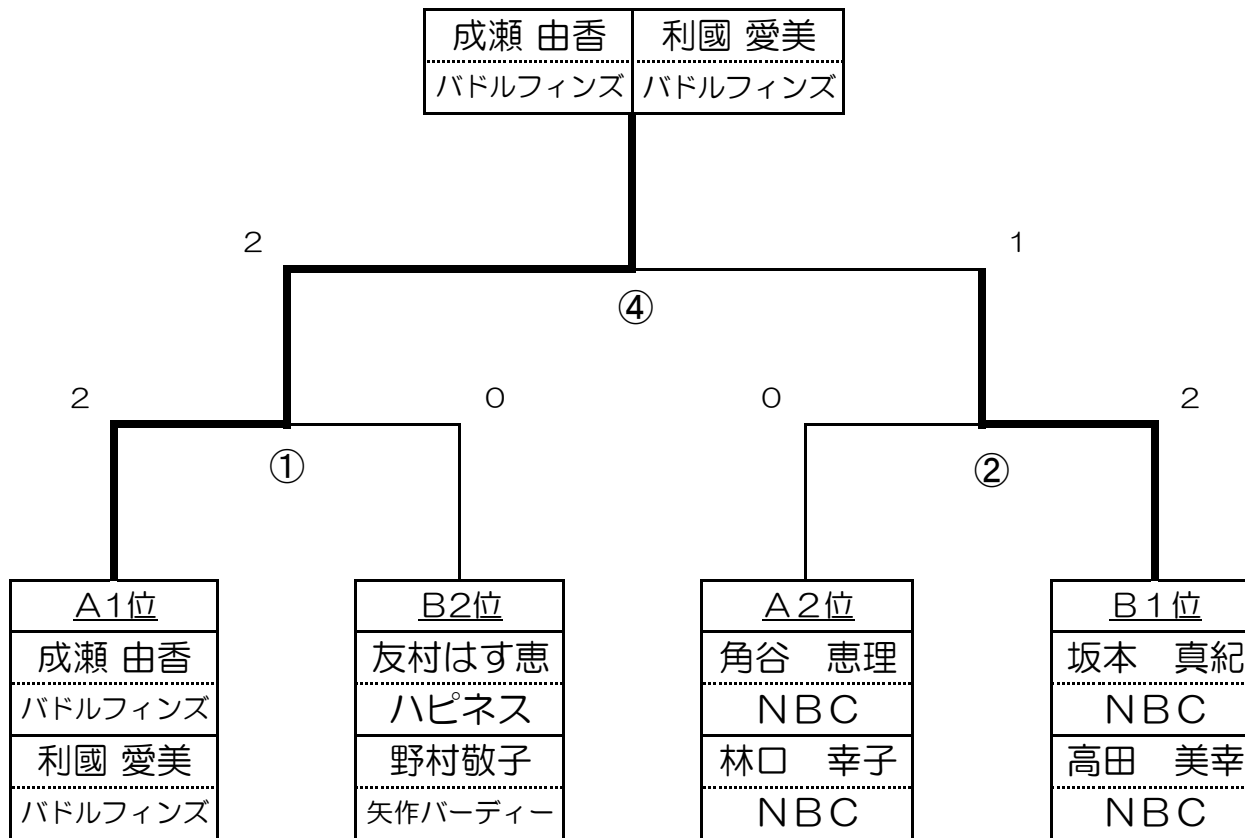 成瀬 由香 利國 愛美
バドルフィンズ バドルフィンズ
2 1
④
2 0 0 2
① ②
A1位 B2位 A2位 B1位
成瀬 由香 友村はす恵 角谷　恵理 坂本　真紀
バドルフィンズ ハピネス NBC NBC
利國 愛美 野村敬子 林口　幸子 高田　美幸
バドルフィンズ 矢作バーディー NBC NBC